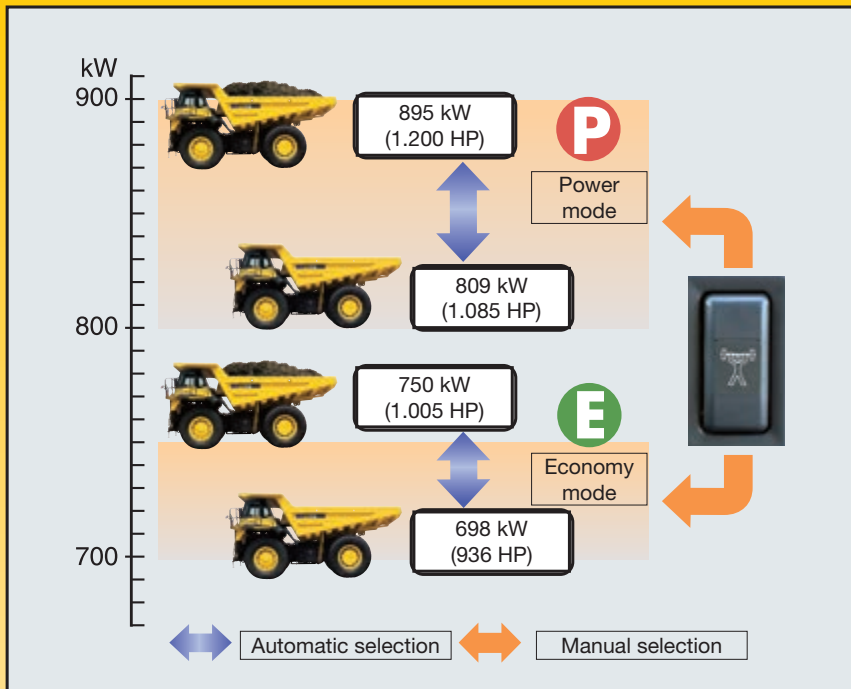 kW
900
895 kW
(1.200 HP)
P
Power
mode
809 kW
(1.085 HP)
800
750 kW
(1.005 HP)
E
Economy
mode
698 kW
(936 HP)
700
Automatic selection
Manual selection